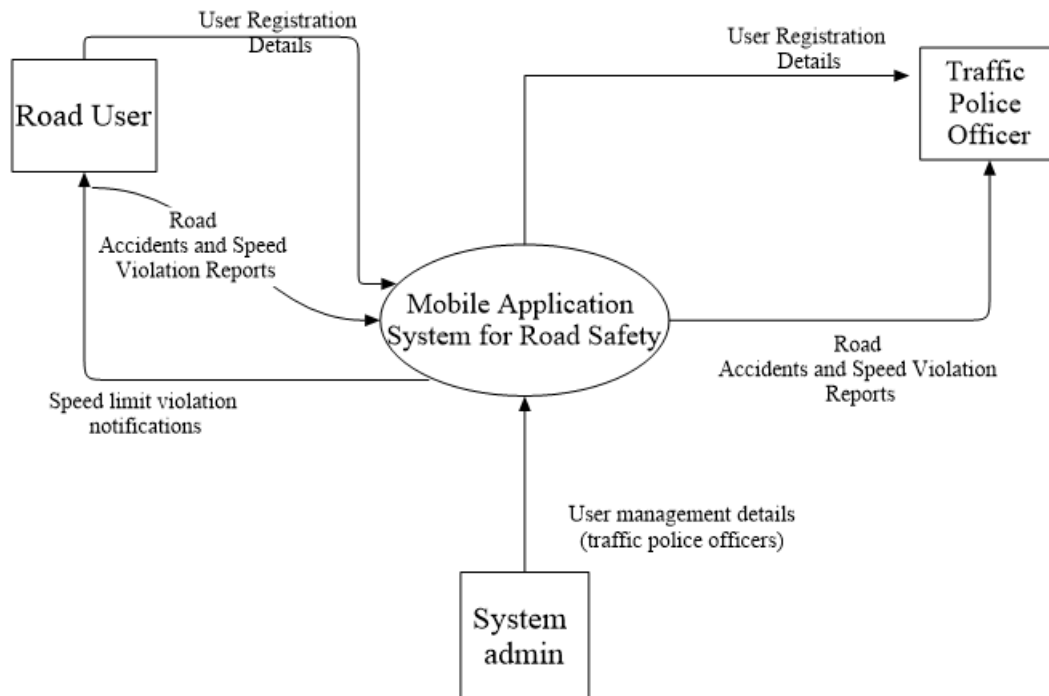 User Registration
Details
Road User
User Registration
Details
Traffic
Police
Officer
Road
Accidents and Speed
Violation Reports
Mobile Application
System for Road Safety
Speed limit violation
notifications
Road
Accidents and Speed Violation
Reports
User management details
(traffic police officers)
System
admin